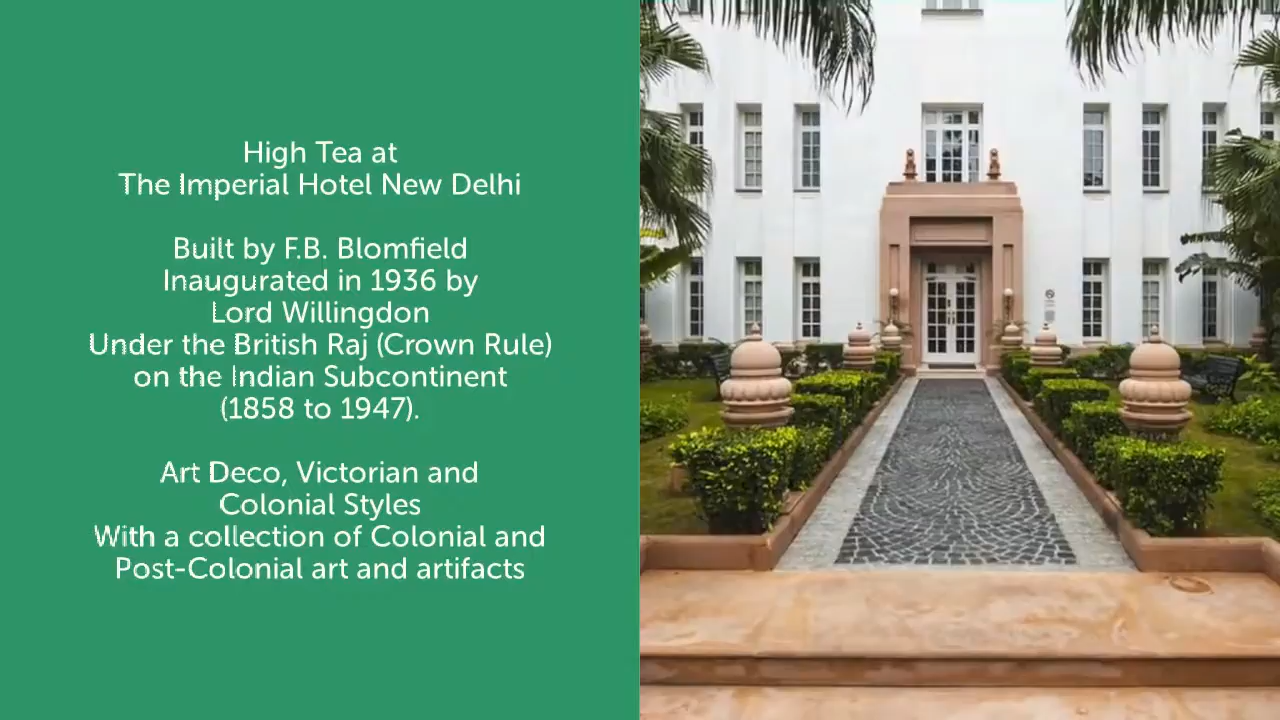 High Tea at
The Imperial Hotel New Delhi
Built by F.B. Blomfield
Inaugurated in 1936 by
Lord Willingdon
Under the British Raj (Crown Rule)
on the Indian Subcontinent
(1858 to 1947).
Art Deco, Victorian and
Colonial Styles
With a collection of Colonial and
Post-Colonial art and artifacts